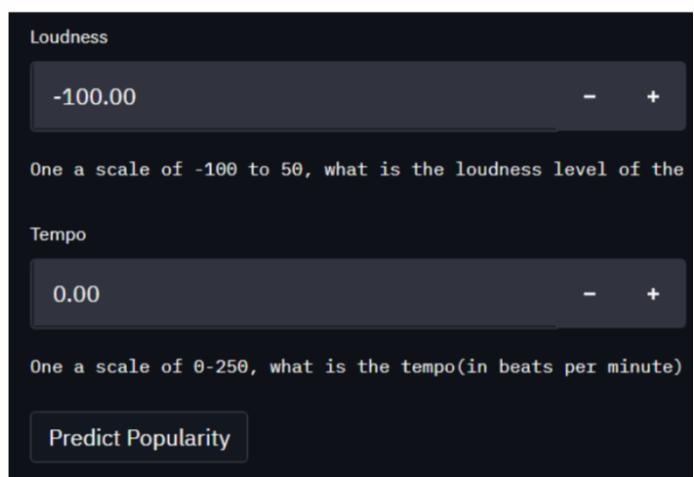 Loudness
-100.00
- +
One a scale of -100 to 50, what is the loudness level of the
Tempo
0.00
- +
One a scale of 0-250, what is the tempo(in beats per minute)
Predict Popularity